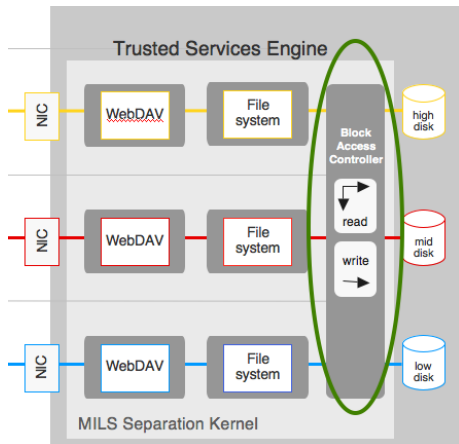 Trusted Services Engine
NIC
WebDAV
File
system
high
disk
Block
Access
Controller
read
NIC
WebDAV
File
system
write
mid
disk
NIC
WebDAV
File
system
low
disk
MILS Separation Kernel